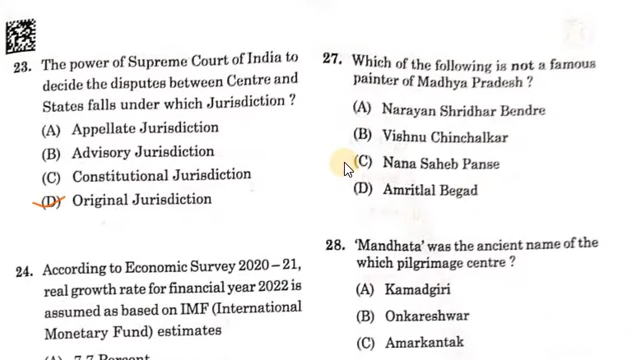 23. The power of Supreme Court of India to
decide the disputes between Centre and
States falls under which Jurisdiction ?
(A) Appellate Jurisdiction
(B) Advisory Jurisdiction
(C) Constitutional Jurisdiction
(D) Original Jurisdiction
24. According to Economic Survey 2020–21,
real growth rate for financial year 2022 is
assumed as based on IMF (International
Monetary Fund) estimates
(A) 7.7 Percent
27. Which of the following is not a famous
painter of Madhya Pradesh ?
(A) Narayan Shridhar Bendre
(B) Vishnu Chinchalkar
(C) Nana Saheb Panse
(D) Amritlal Begad
28. ‘Mandhata’ was the ancient name of the
which pilgrimage centre ?
(A) Kamadgiri
(B) Onkareshwar
(C) Amarkantak